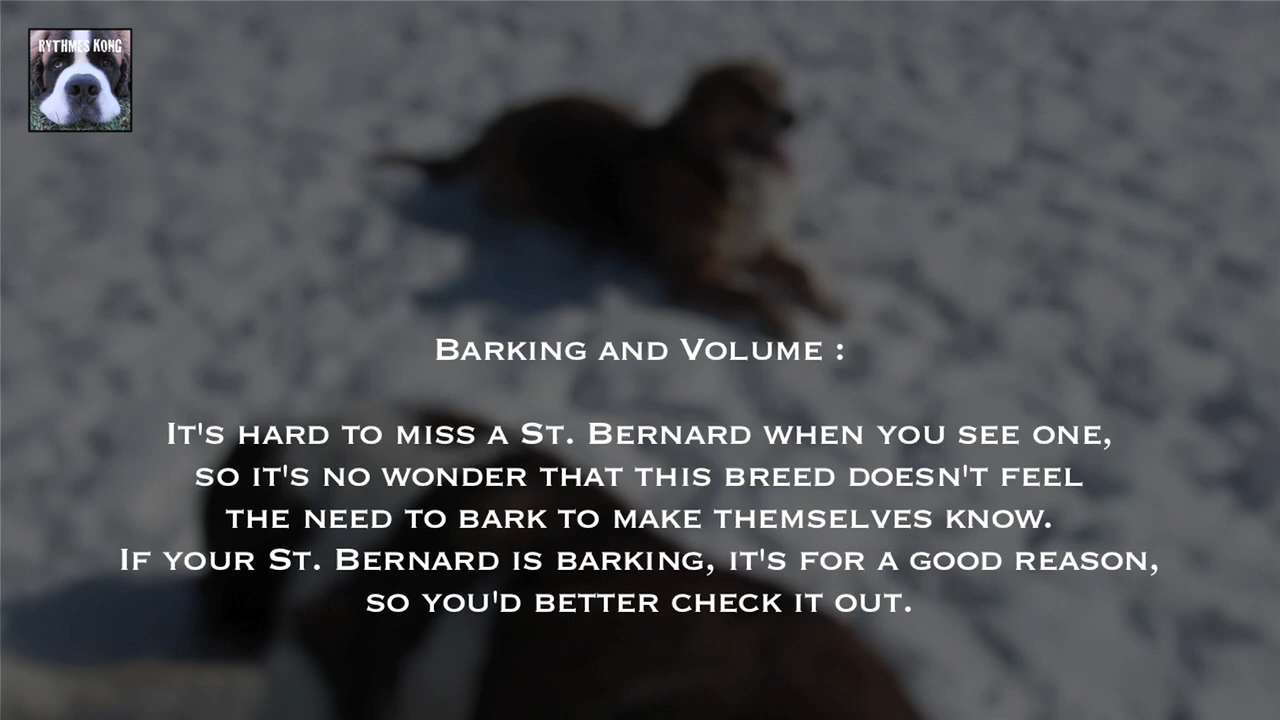 RYTHMES KONG
Barking and Volume :
It's hard to miss a St. Bernard when you see one,
so it's no wonder that this breed doesn't feel
the need to bark to make themselves know.
If your St. Bernard is barking, it's for a good reason,
so you'd better check it out.